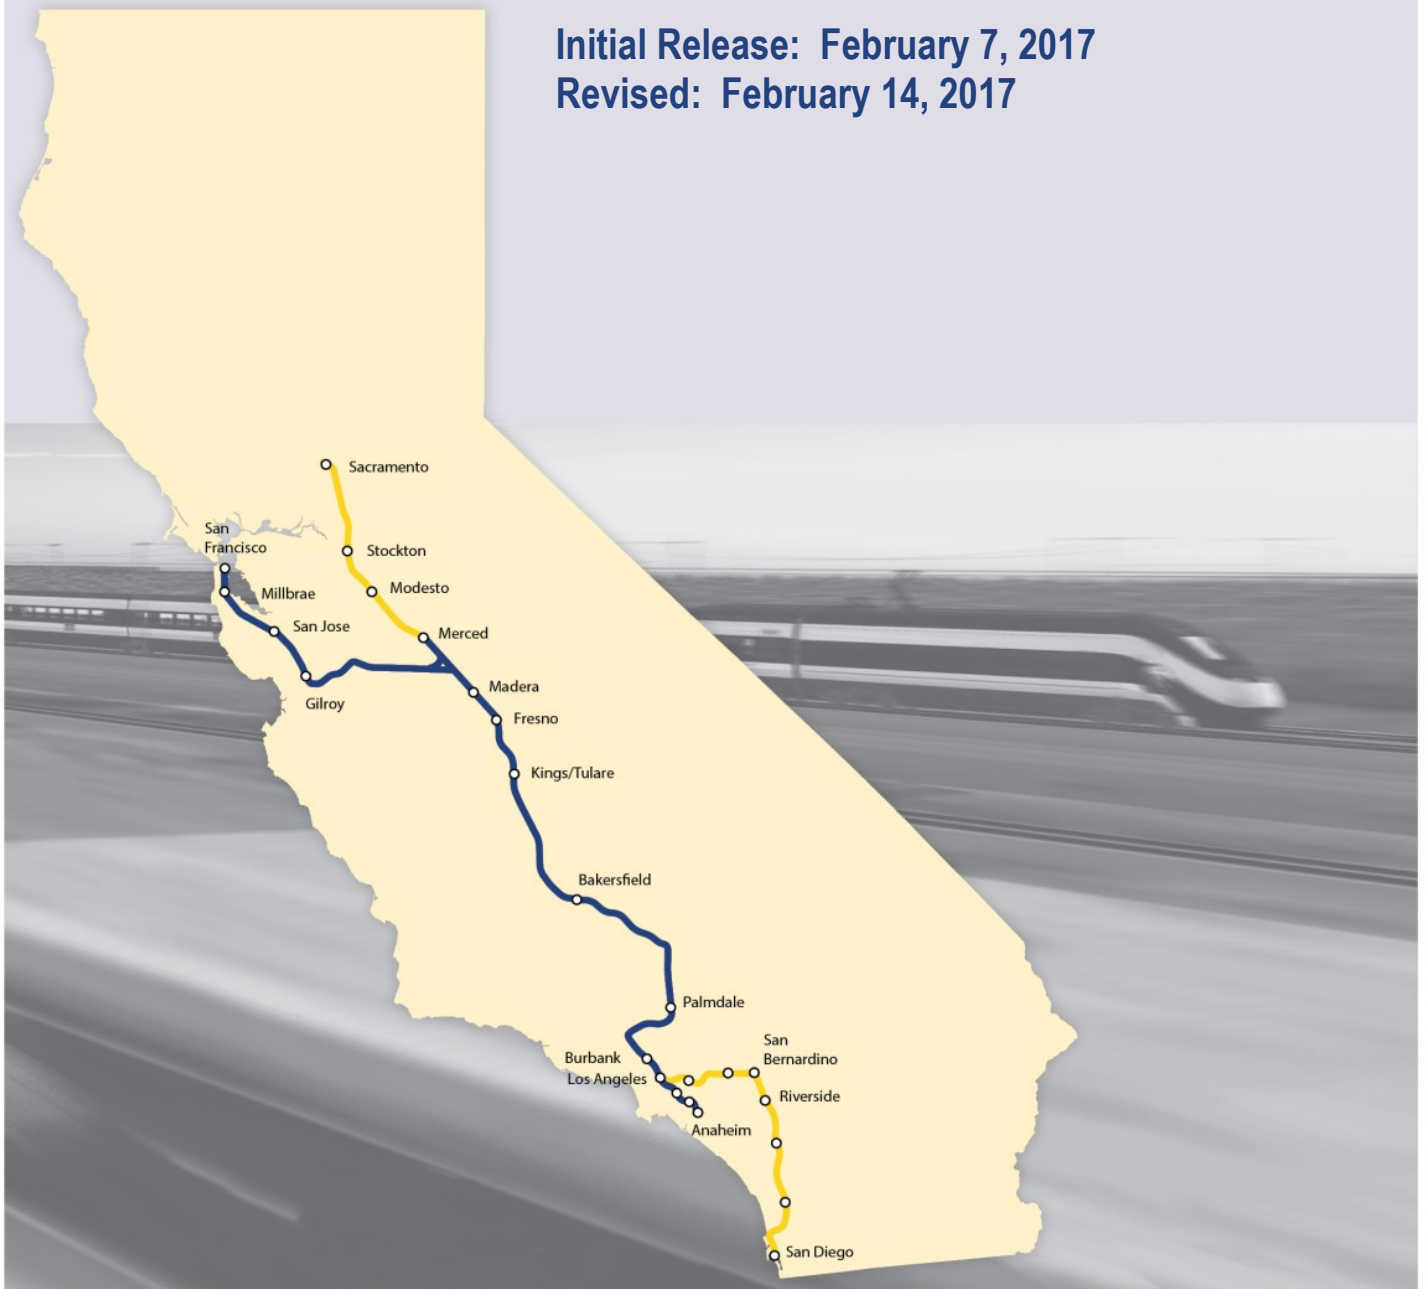 Initial Release:  February 7, 2017
Revised:  February 14, 2017
Sacramento
San
Francisco
Stockton
Modesto
Millbrae
San Jose
Merced
Gilroy
Madera
Fresno
Kings/Tulare
Bakersfield
Palmdale
San
Bernardino
Burbank
Los Angeles
Riverside
Anaheim
San Diego